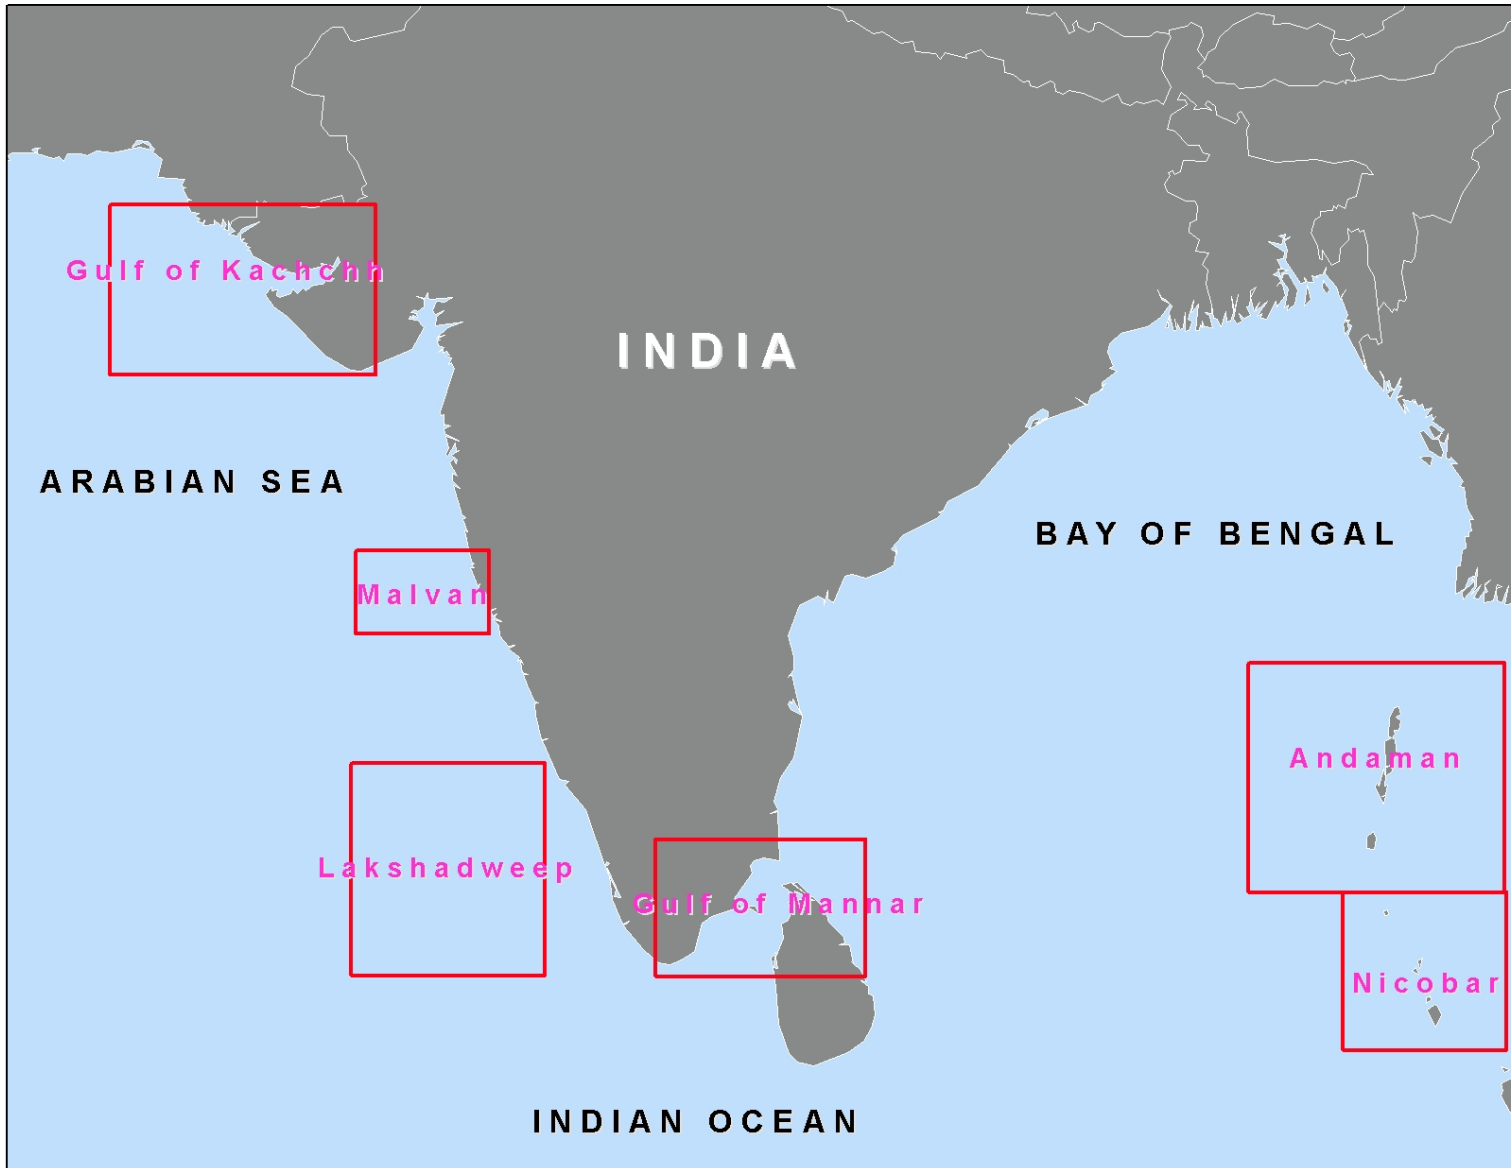 Gulf of Kachchh
INDIA
ARABIAN SEA
BAY OF BENGAL
Malvan
Andaman
Lakshadweep
Gulf of Mannar
Nicobar
INDIAN OCEAN